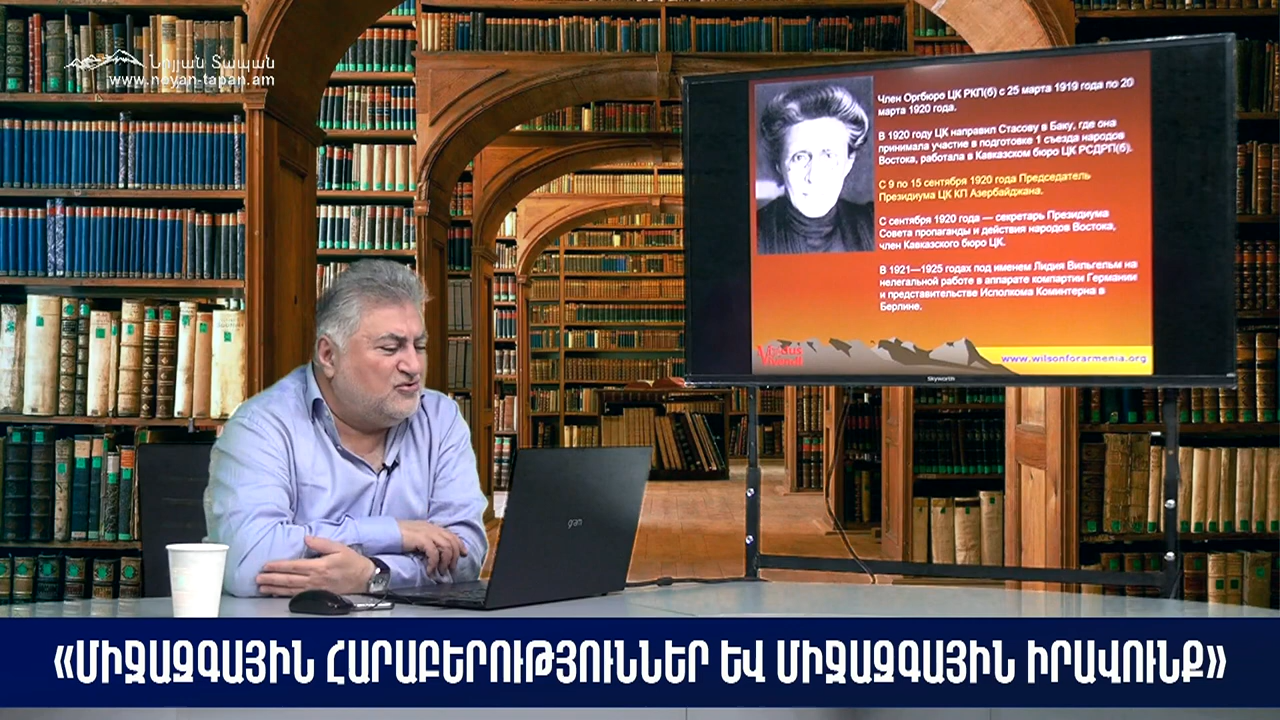 Նոյյան Տապան
www.noyan-tapan.am
Член Оргбюро ЦК РКП(б) с 25 марта 1919 года по 20
марта 1920 года.
В 1920 году ЦК направил Стасову в Баку, где она
принимала участие в подготовке 1 съезда народов
Востока, работала в Кавказском бюро ЦК РСДРП(б).
С 9 по 15 сентября 1920 года Председатель
Президиума ЦК КП Азербайджана.
С сентября 1920 года — секретарь Президиума
Совета пропаганды и действия народов Востока,
член Кавказского бюро ЦК.
В 1921—1925 годах под именем Лидия Вильгельм на
нелегальной работе в аппарате компартии Германии
и представительстве Исполкома Коминтерна в
Берлине.
Modus
Vivendi
www.wilsonforarmenia.org
Skyworth
gram
«ՄԻՋԱԶԳԱՅԻՆ ՀԱՐԱԲԵՐՈՒԹՅՈՒՆՆԵՐ ԵՎ ՄԻՋԱԶԳԱՅԻՆ ԻՐԱՎՈՒՆՔ»